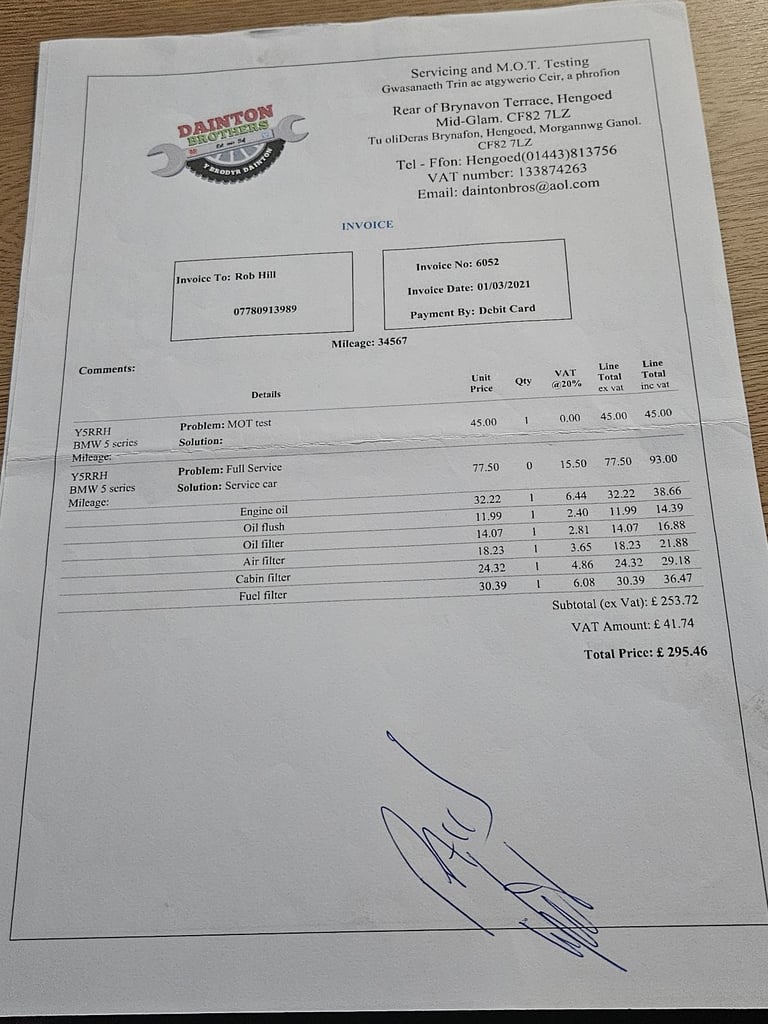 Servicing and M.O.T. Testing
Gwasanaeth Trin ac atgywerio Ceir, a phrofion
DAINTON
BROTHERS
Y BRODYR DAINTON
Rear of Brynavon Terrace, Hengoed
Mid-Glam. CF82 7LZ
Tu oliDeras Brynafon, Hengoed, Morgannwg Ganol.
CF82 7LZ
Tel - Ffon: Hengoed(01443)813756
VAT number: 133874263
Email: daintonbros@aol.com
INVOICE
Invoice To: Rob Hill
07780913989
Invoice No: 6052
Invoice Date: 01/03/2021
Payment By: Debit Card
Mileage: 34567
Comments:
Details Unit Price Qty VAT @20% Line Total ex vat Line Total inc vat
Y5RRH Problem: MOT test 45.00 1 0.00 45.00 45.00
BMW 5 series Solution:
Mileage:
Y5RRH Problem: Full Service 77.50 0 15.50 77.50 93.00
BMW 5 series Solution: Service car
Mileage:
Engine oil 32.22 1 6.44 32.22 38.66
Oil flush 11.99 1 2.40 11.99 14.39
Oil filter 14.07 1 2.81 14.07 16.88
Air filter 18.23 1 3.65 18.23 21.88
Cabin filter 24.32 1 4.86 24.32 29.18
Fuel filter 30.39 1 6.08 30.39 36.47
Subtotal (ex Vat): £ 253.72
VAT Amount: £ 41.74
Total Price: £ 295.46